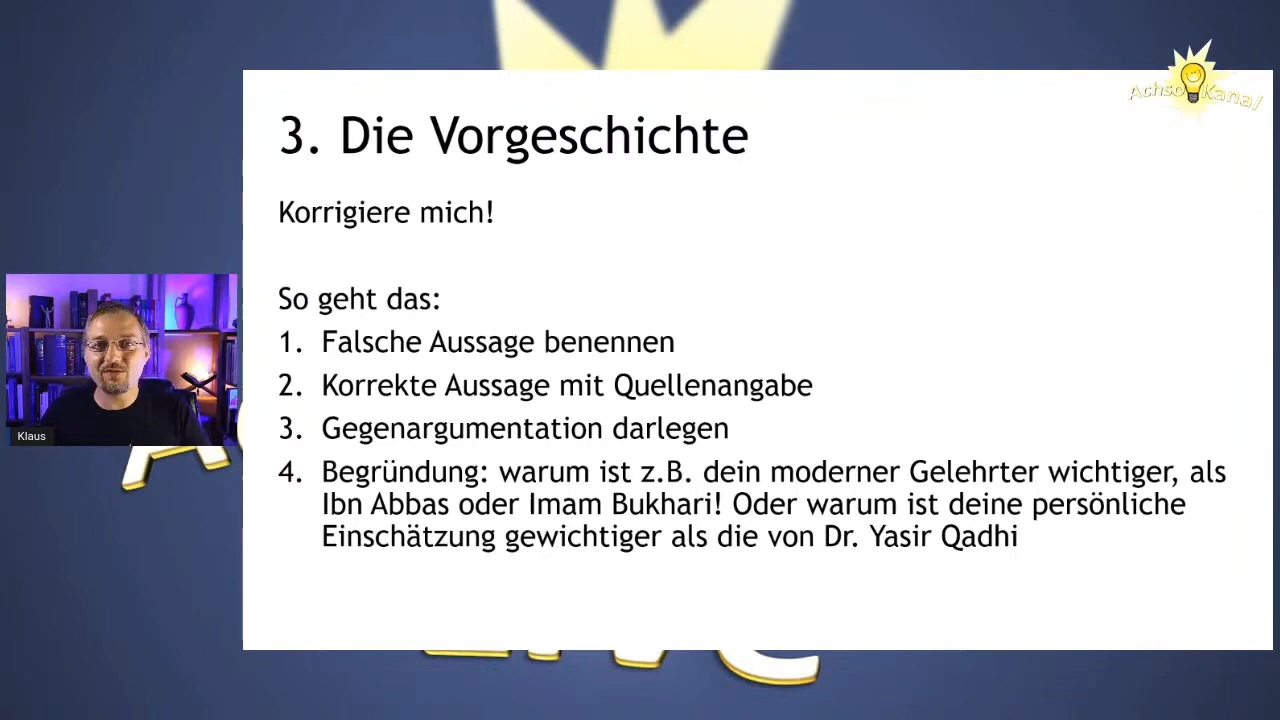 Achso Kanal
3. Die Vorgeschichte
Korrigiere mich!
So geht das:
1. Falsche Aussage benennen
2. Korrekte Aussage mit Quellenangabe
3. Gegenargumentation darlegen
4. Begründung: warum ist z.B. dein moderner Gelehrter wichtiger, als
Ibn Abbas oder Imam Bukhari! Oder warum ist deine persönliche
Einschätzung gewichtiger als die von Dr. Yasir Qadhi
Klaus